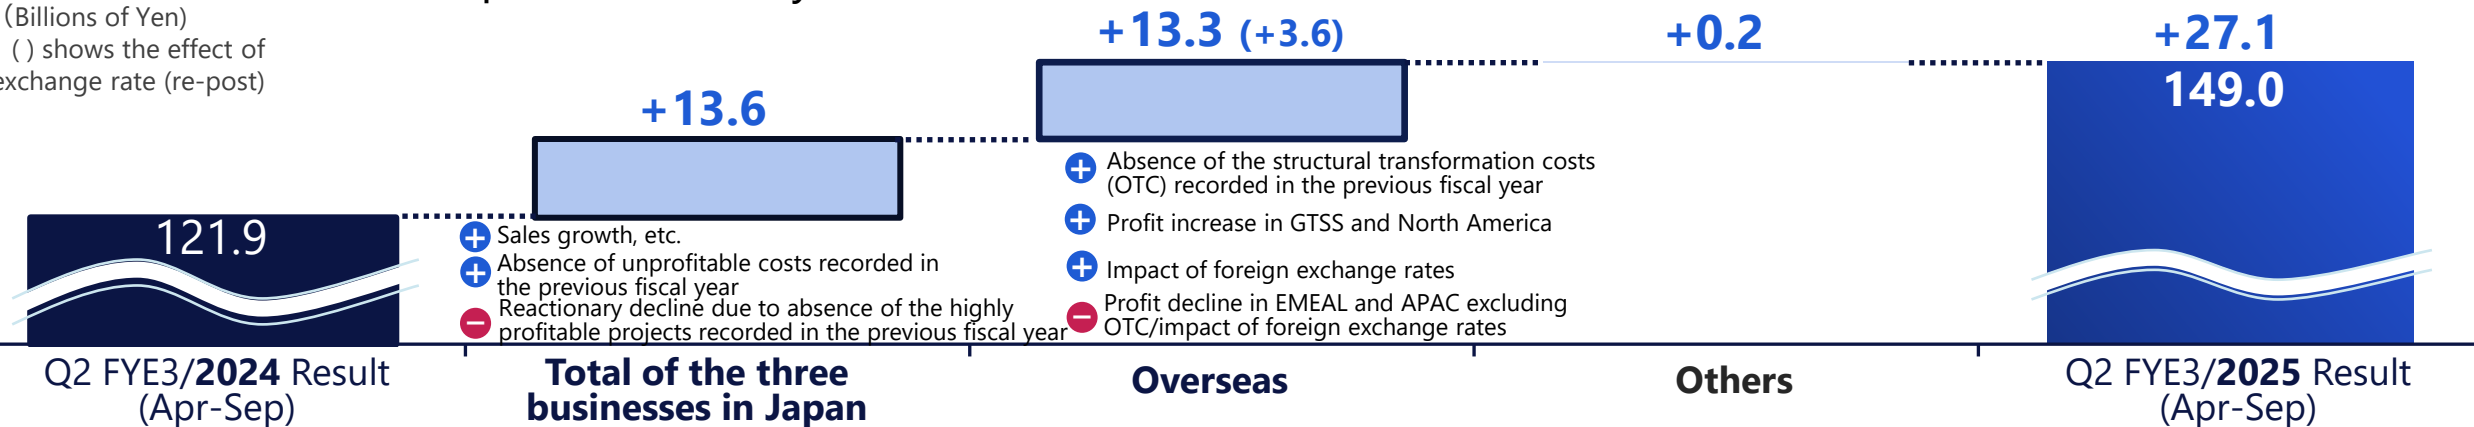 (Billions of Yen)
( ) shows the effect of
exchange rate (re-post)
121.9
+13.6
+13.3 (+3.6)
+0.2
+27.1
149.0
Sales growth, etc.
Absence of unprofitable costs recorded in
the previous fiscal year
Reactionary decline due to absence of the highly
profitable projects recorded in the previous fiscal year
Absence of the structural transformation costs
(OTC) recorded in the previous fiscal year
Profit increase in GTSS and North America
Impact of foreign exchange rates
Profit decline in EMEAL and APAC excluding
OTC/impact of foreign exchange rates
Q2 FYE3/2024 Result
(Apr-Sep)
Total of the three
businesses in Japan
Overseas
Others
Q2 FYE3/2025 Result
(Apr-Sep)